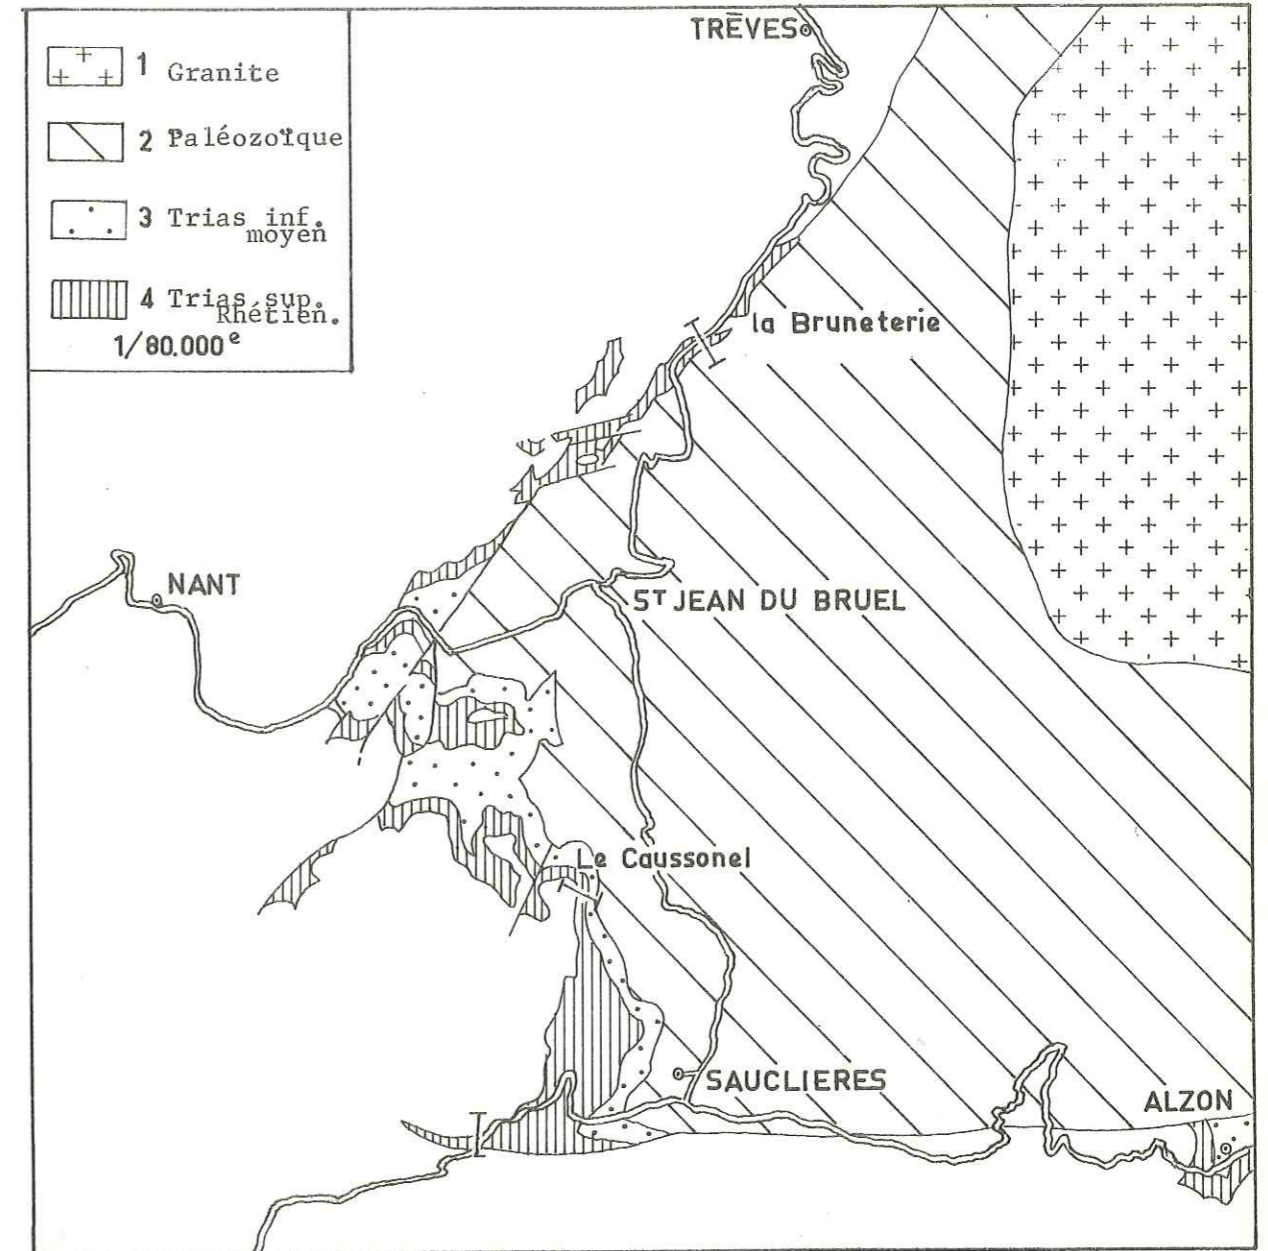 TRĒVES
1 Granite
2 Paléozoïque
3 Trias inf.
moyen
4 Trias sup.
Rhétien.
1/80.000e
la Bruneterie
NANT
ST JEAN DU BRUEL
Le Caussonel
SAUCLIERES
ALZON